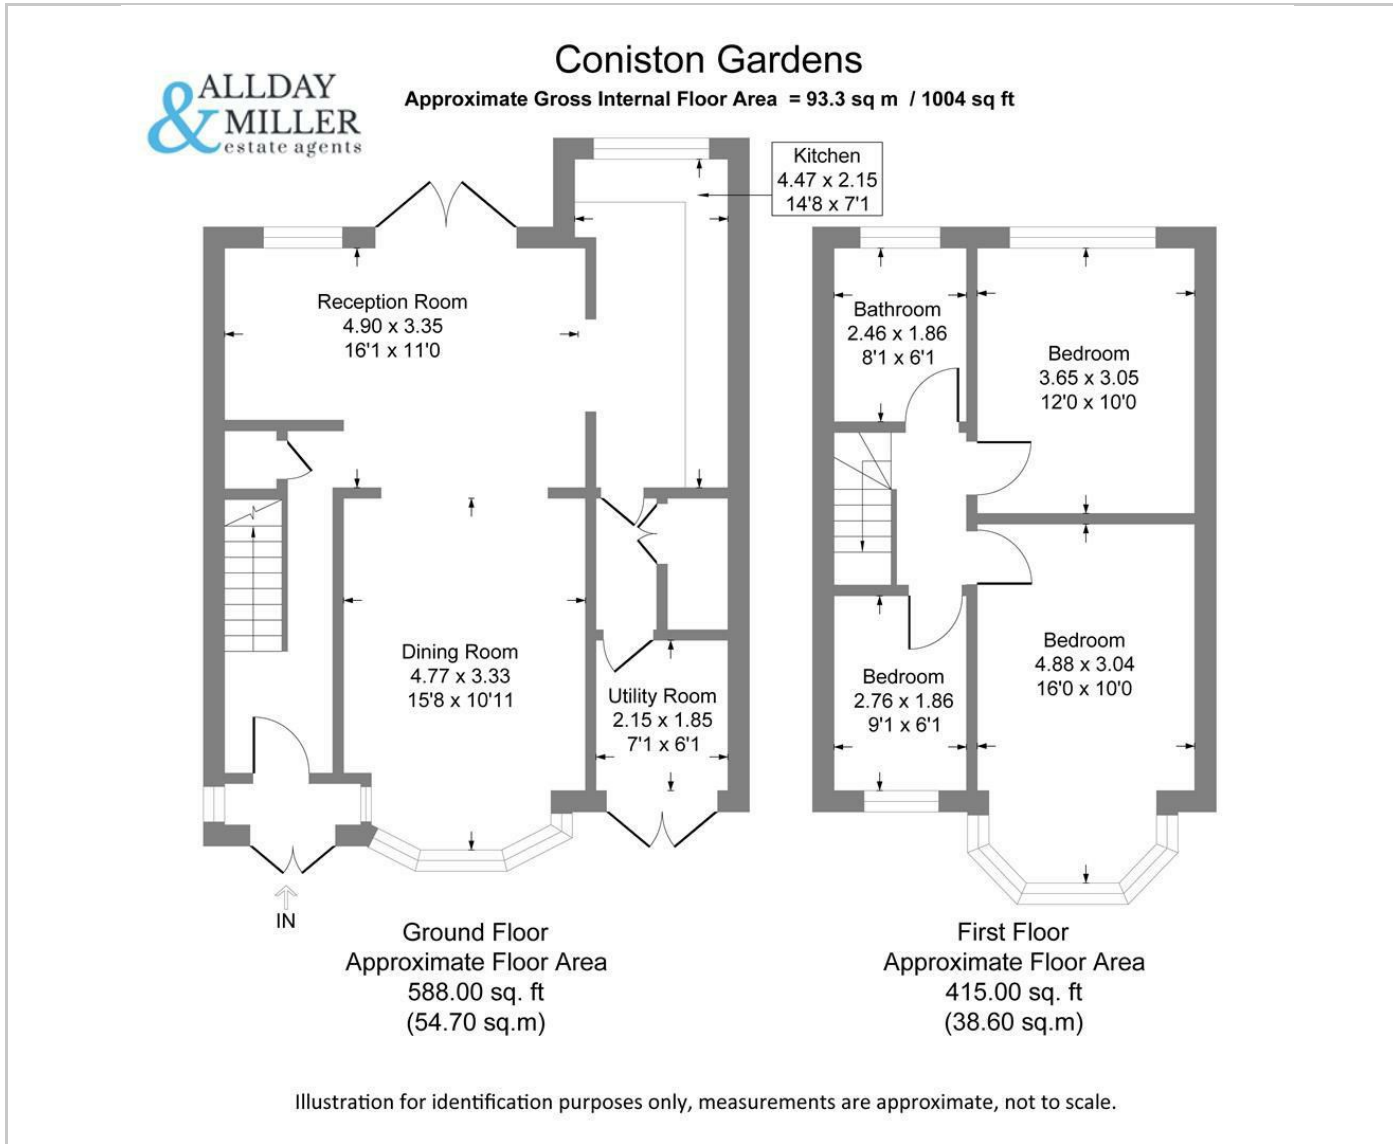 Coniston Gardens
Approximate Gross Internal Floor Area = 93.3 sq m / 1004 sq ft
ALLDAY
& MILLER
estate agents
Kitchen
4.47 x 2.15
14'8 x 7'1
Reception Room
4.90 x 3.35
16'1 x 11'0
Bathroom
2.46 x 1.86
8'1 x 6'1
Bedroom
3.65 x 3.05
12'0 x 10'0
Dining Room
4.77 x 3.33
15'8 x 10'11
Utility Room
2.15 x 1.85
7'1 x 6'1
Bedroom
2.76 x 1.86
9'1 x 6'1
Bedroom
4.88 x 3.04
16'0 x 10'0
IN
Ground Floor
Approximate Floor Area
588.00 sq. ft
(54.70 sq.m)
First Floor
Approximate Floor Area
415.00 sq. ft
(38.60 sq.m)
Illustration for identification purposes only, measurements are approximate, not to scale.